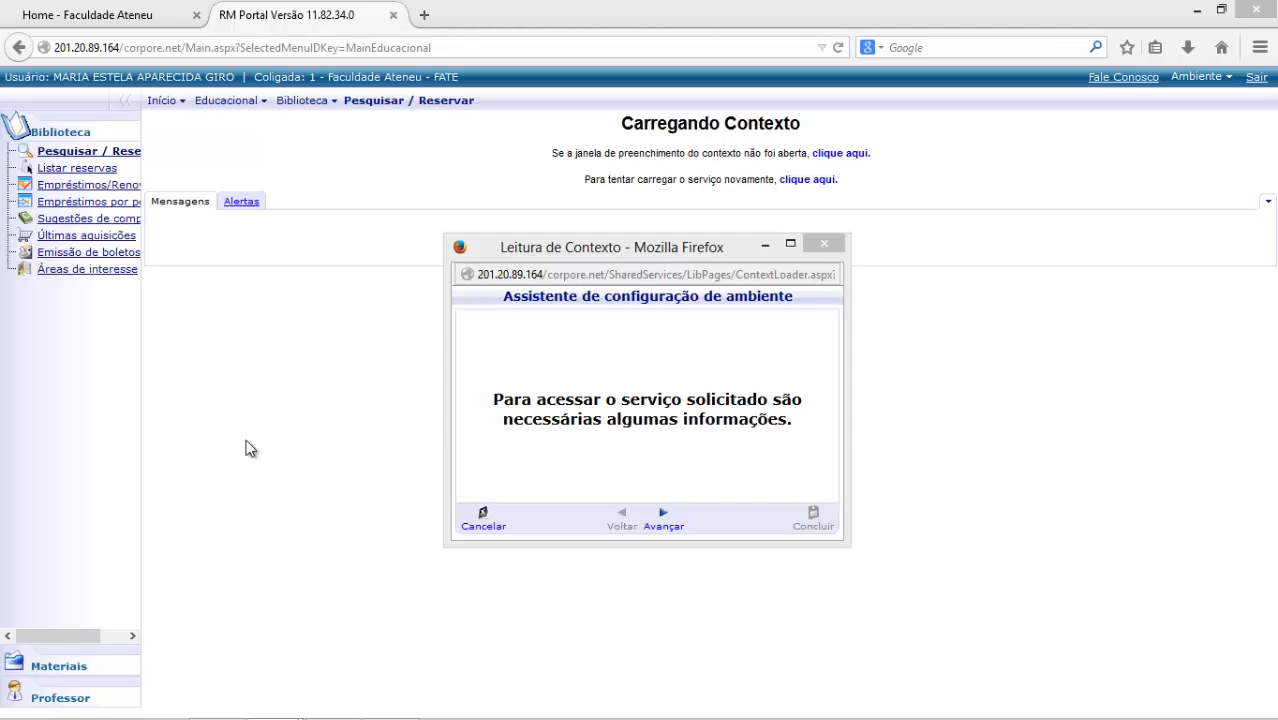 Home - Faculdade Ateneu
RM Portal Versão 11.82.34.0
201.20.89.164/corpore.net/Main.aspx?SelectedMenuIDKey=MainEducacional
Google
Usuário: MARIA ESTELA APARECIDA GIRO | Coligada: 1 - Faculdade Ateneu - FATE
Fale Conosco Ambiente Sair
Início Educacional Biblioteca Pesquisar / Reservar
Biblioteca
Pesquisar / Rese
Listar reservas
Empréstimos/Reno
Empréstimos por p
Sugestões de comp
Últimas aquisições
Emissão de boletos
Áreas de interesse
Materiais
Professor
Carregando Contexto
Se a janela de preenchimento do contexto não foi aberta, clique aqui.
Para tentar carregar o serviço novamente, clique aqui.
Mensagens Alertas
Leitura de Contexto - Mozilla Firefox
201.20.89.164/corpore.net/SharedServices/LibPages/ContextLoader.aspx
Assistente de configuração de ambiente
Para acessar o serviço solicitado são
necessárias algumas informações.
Cancelar Voltar Avançar Concluir